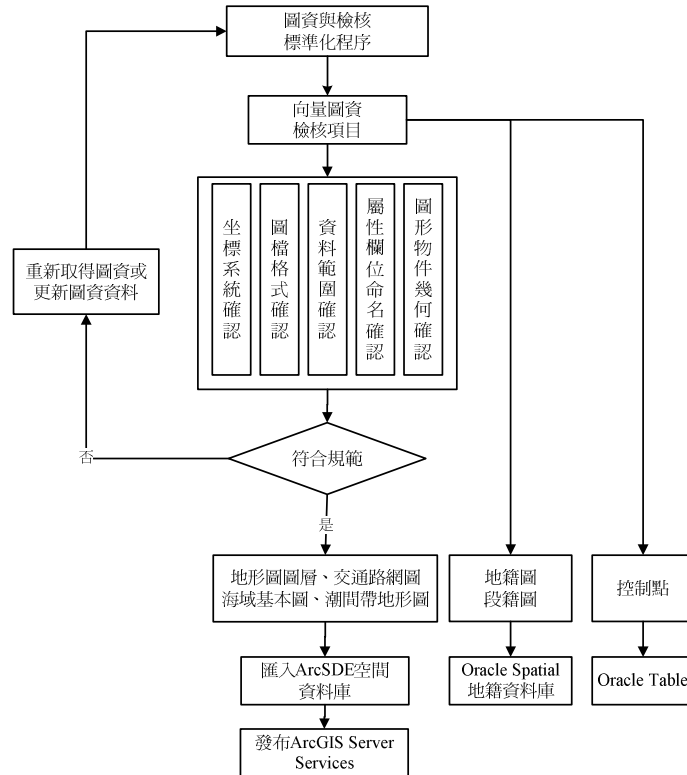 圖資與檢核
標準化程序
向量圖資
檢核項目
坐標系統確認
圖檔格式確認
資料範圍確認
屬性欄位命名確認
圖形物件幾何確認
重新取得圖資或
更新圖資資料
符合規範
否
是
地形圖圖層、交通路網圖
海域基本圖、潮間帶地形圖
地籍圖
段籍圖
控制點
匯入ArcSDE空間
資料庫
Oracle Spatial
地籍資料庫
Oracle Table
發布ArcGIS Server
Services